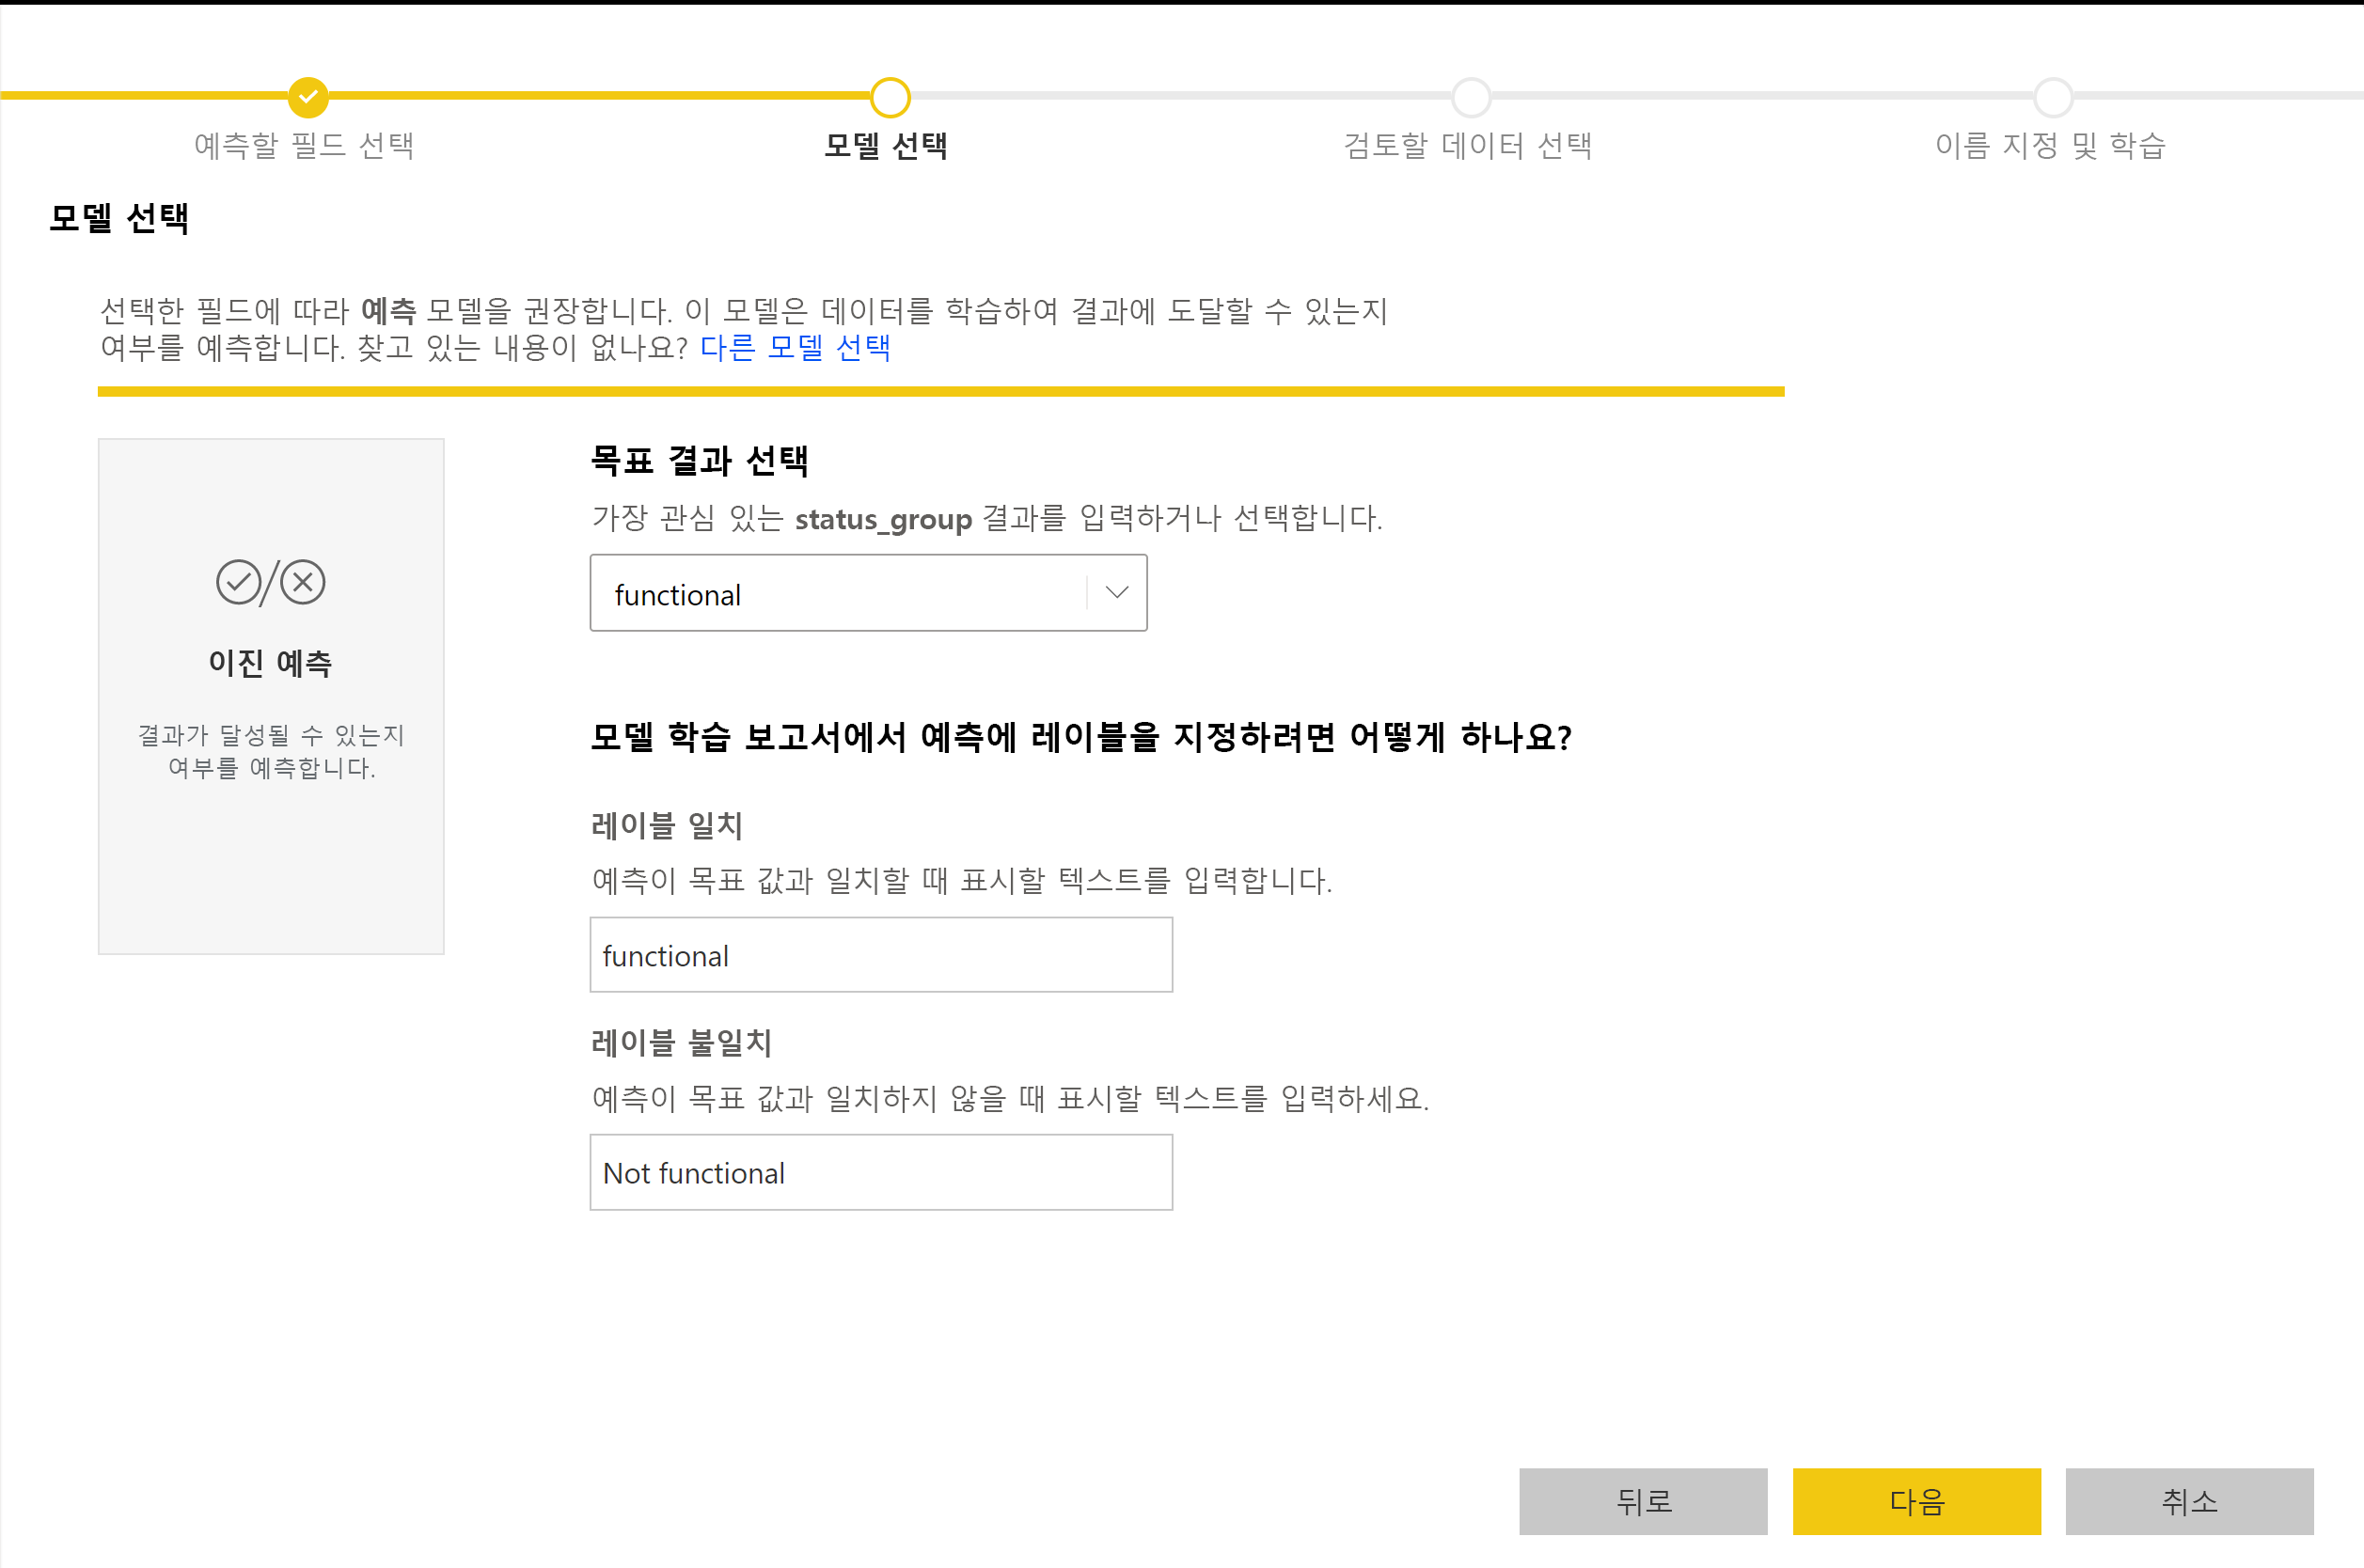 예측할 필드 선택
모델 선택
검토할 데이터 선택
이름 지정 및 학습
모델 선택
선택한 필드에 따라 예측 모델을 권장합니다. 이 모델은 데이터를 학습하여 결과에 도달할 수 있는지
여부를 예측합니다. 찾고 있는 내용이 없나요? 다른 모델 선택
이진 예측
결과가 달성될 수 있는지
여부를 예측합니다.
목표 결과 선택
가장 관심 있는 status_group 결과를 입력하거나 선택합니다.
functional
모델 학습 보고서에서 예측에 레이블을 지정하려면 어떻게 하나요?
레이블 일치
예측이 목표 값과 일치할 때 표시할 텍스트를 입력합니다.
functional
레이블 불일치
예측이 목표 값과 일치하지 않을 때 표시할 텍스트를 입력하세요.
Not functional
뒤로
다음
취소